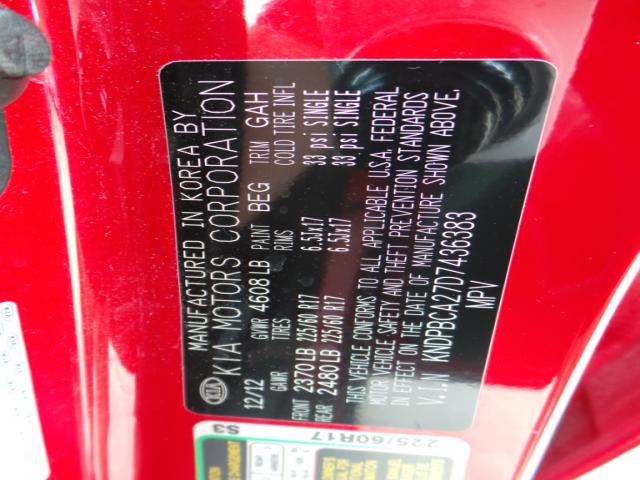 MANUFACTURED IN KOREA BY
KIA KIA MOTORS CORPORATION
12/12 GVWR 4608 LB PAINT BEG TRIM GAH
GAWR TIRES RIMS COLD TIRE INFL
FRONT 2370 LB 225/60 R17 6.5Jx17 33 psi SINGLE
REAR 2480 LB 225/60 R17 6.5Jx17 33 psi SINGLE
THIS VEHICLE CONFORMS TO ALL APPLICABLE U.S.A. FEDERAL
MOTOR VEHICLE SAFETY AND THEFT PREVENTION STANDARDS
IN EFFECT ON THE DATE OF MANUFACTURE SHOWN ABOVE.
V.I.N KNDPBCA27D7436383
MPV
S3 225/60R17